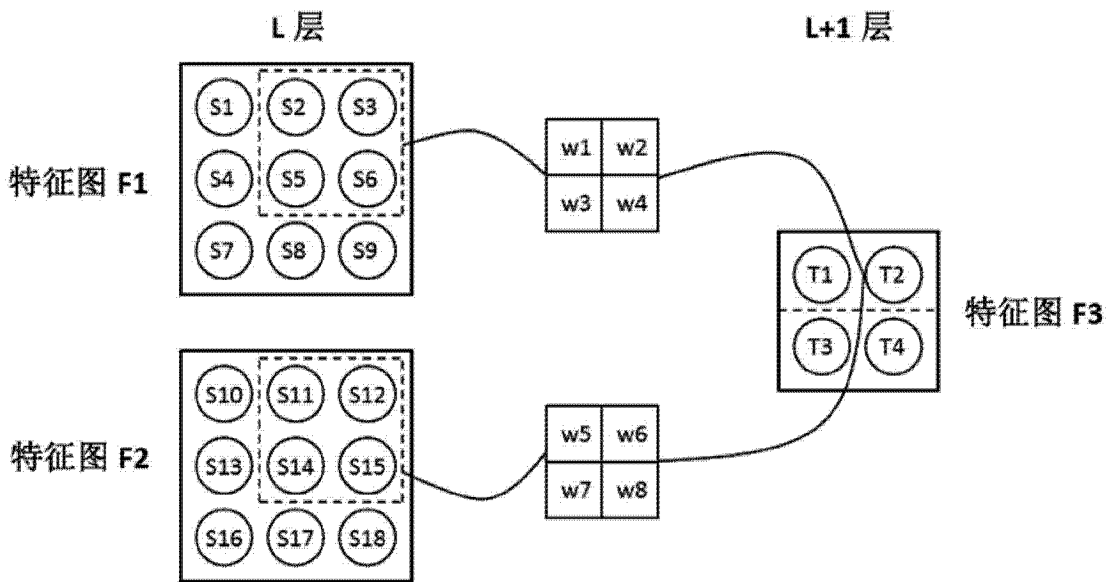 L 层
L+1 层
特征图 F1
S1 S2 S3
S4 S5 S6
S7 S8 S9
w1 w2
w3 w4
T1 T2
T3 T4
特征图 F3
特征图 F2
S10 S11 S12
S13 S14 S15
S16 S17 S18
w5 w6
w7 w8